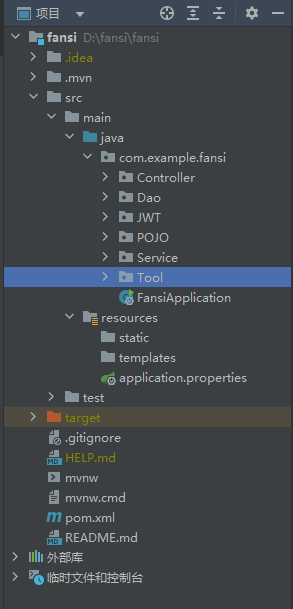 项目
fansi D:\fansi\fansi
.idea
.mvn
src
main
java
com.example.fansi
Controller
Dao
JWT
POJO
Service
Tool
FansiApplication
resources
static
templates
application.properties
test
target
.gitignore
HELP.md
mvnw
mvnw.cmd
pom.xml
README.md
外部库
临时文件和控制台